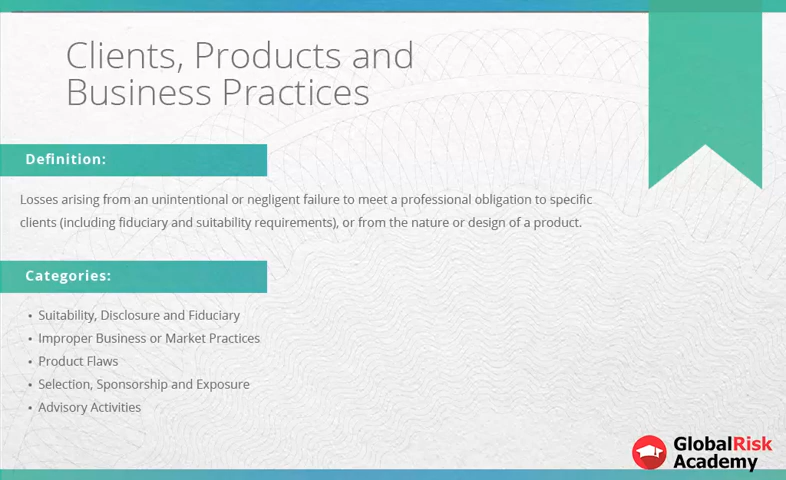 Clients, Products and
Business Practices
Definition:
Losses arising from an unintentional or negligent failure to meet a professional obligation to specific
clients (including fiduciary and suitability requirements), or from the nature or design of a product.
Categories:
• Suitability, Disclosure and Fiduciary
• Improper Business or Market Practices
• Product Flaws
• Selection, Sponsorship and Exposure
• Advisory Activities
GlobalRisk
Academy